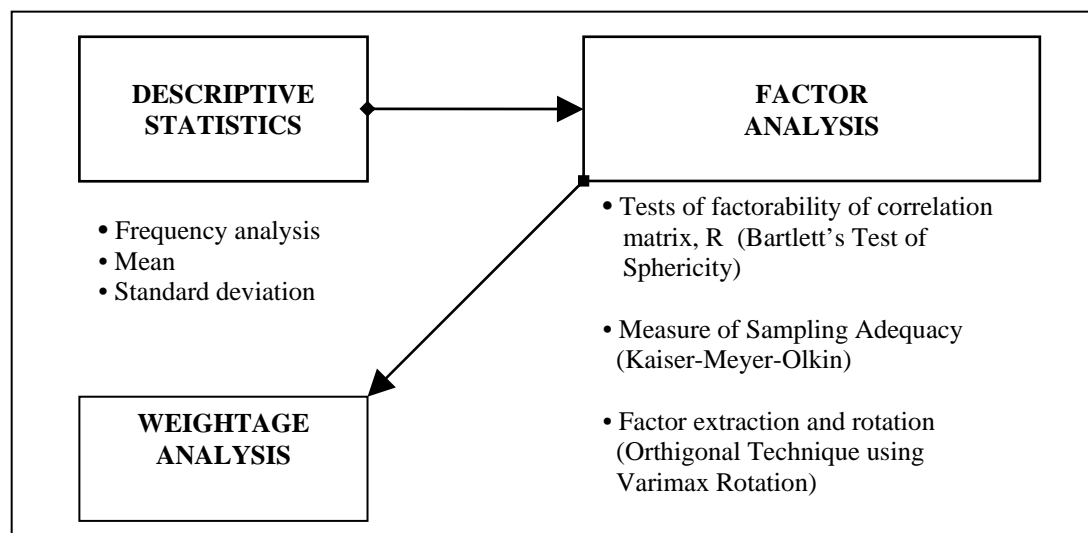 DESCRIPTIVE
STATISTICS
• Frequency analysis
• Mean
• Standard deviation
FACTOR
ANALYSIS
• Tests of factorability of correlation
matrix, R (Bartlett’s Test of
Sphericity)
• Measure of Sampling Adequacy
(Kaiser-Meyer-Olkin)
• Factor extraction and rotation
(Orthigonal Technique using
Varimax Rotation)
WEIGHTAGE
ANALYSIS